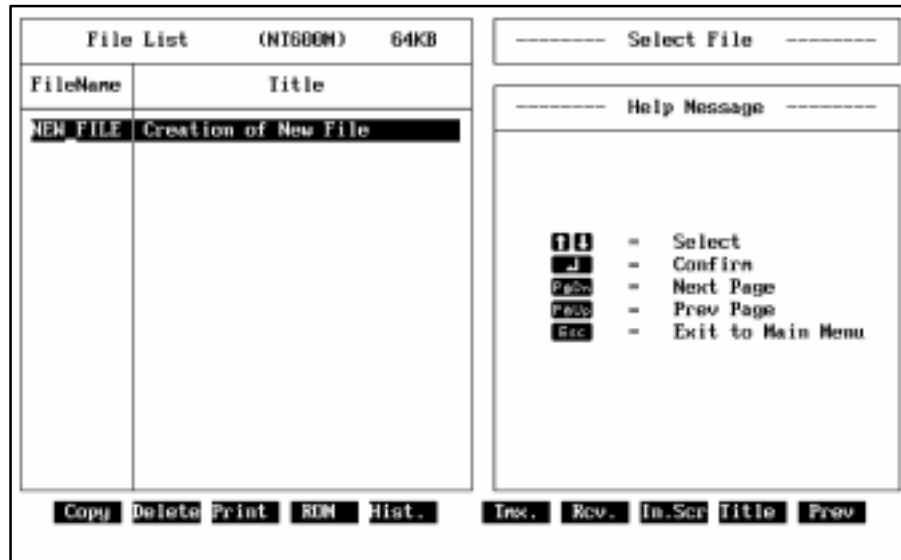 File List (NT600M) 64KB
FileName Title
NEW_FILE Creation of New File
-------- Select File --------
-------- Help Message --------
↑ ↓ = Select
↵ = Confirm
PgDn = Next Page
PgUp = Prev Page
Esc = Exit to Main Menu
Copy Delete Print ROM Hist. Tmx. Rcv. In.Scr Title Prev